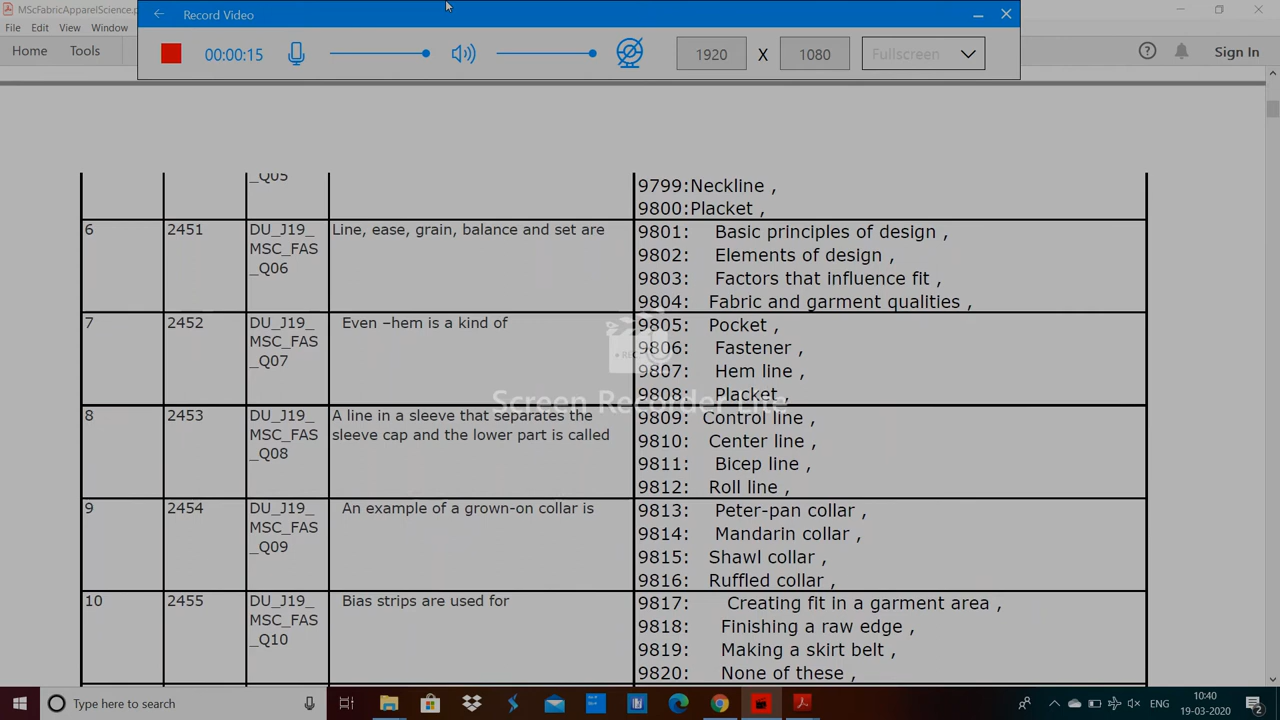 MScFabricApparelScience.p
Record Video
File Edit View Window
Home Tools
00:00:15
1920 X 1080 Fullscreen
Sign In
_Q05
9799:Neckline ,
9800:Placket ,
6 2451 DU_J19_ Line, ease, grain, balance and set are 9801: Basic principles of design ,
MSC_FAS 9802: Elements of design ,
_Q06 9803: Factors that influence fit ,
9804: Fabric and garment qualities ,
7 2452 DU_J19_ Even –hem is a kind of 9805: Pocket ,
MSC_FAS 9806: Fastener ,
_Q07 9807: Hem line ,
9808: Placket ,
Screen Recorder Lite
8 2453 DU_J19_ A line in a sleeve that separates the 9809: Control line ,
MSC_FAS sleeve cap and the lower part is called 9810: Center line ,
_Q08 9811: Bicep line ,
9812: Roll line ,
9 2454 DU_J19_ An example of a grown-on collar is 9813: Peter-pan collar ,
MSC_FAS 9814: Mandarin collar ,
_Q09 9815: Shawl collar ,
9816: Ruffled collar ,
10 2455 DU_J19_ Bias strips are used for 9817: Creating fit in a garment area ,
MSC_FAS 9818: Finishing a raw edge ,
_Q10 9819: Making a skirt belt ,
9820: None of these ,
Type here to search
ENG
10:40
19-03-2020
2